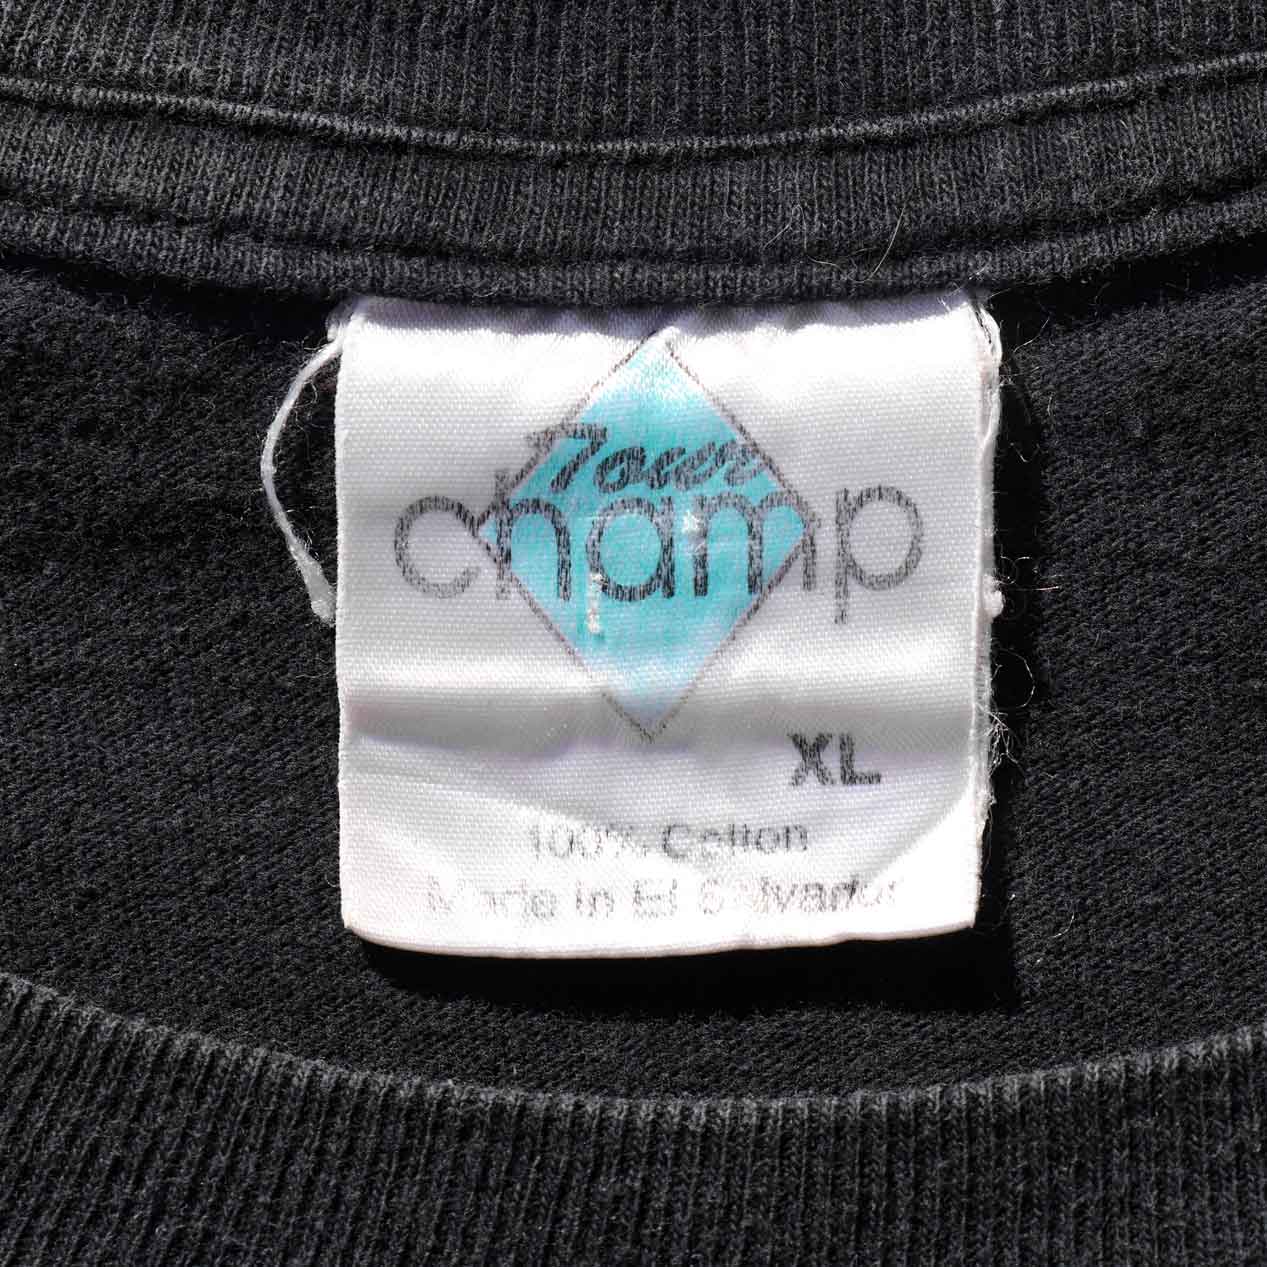 Tour
champ
XL
100% Cotton
Made in El Salvador